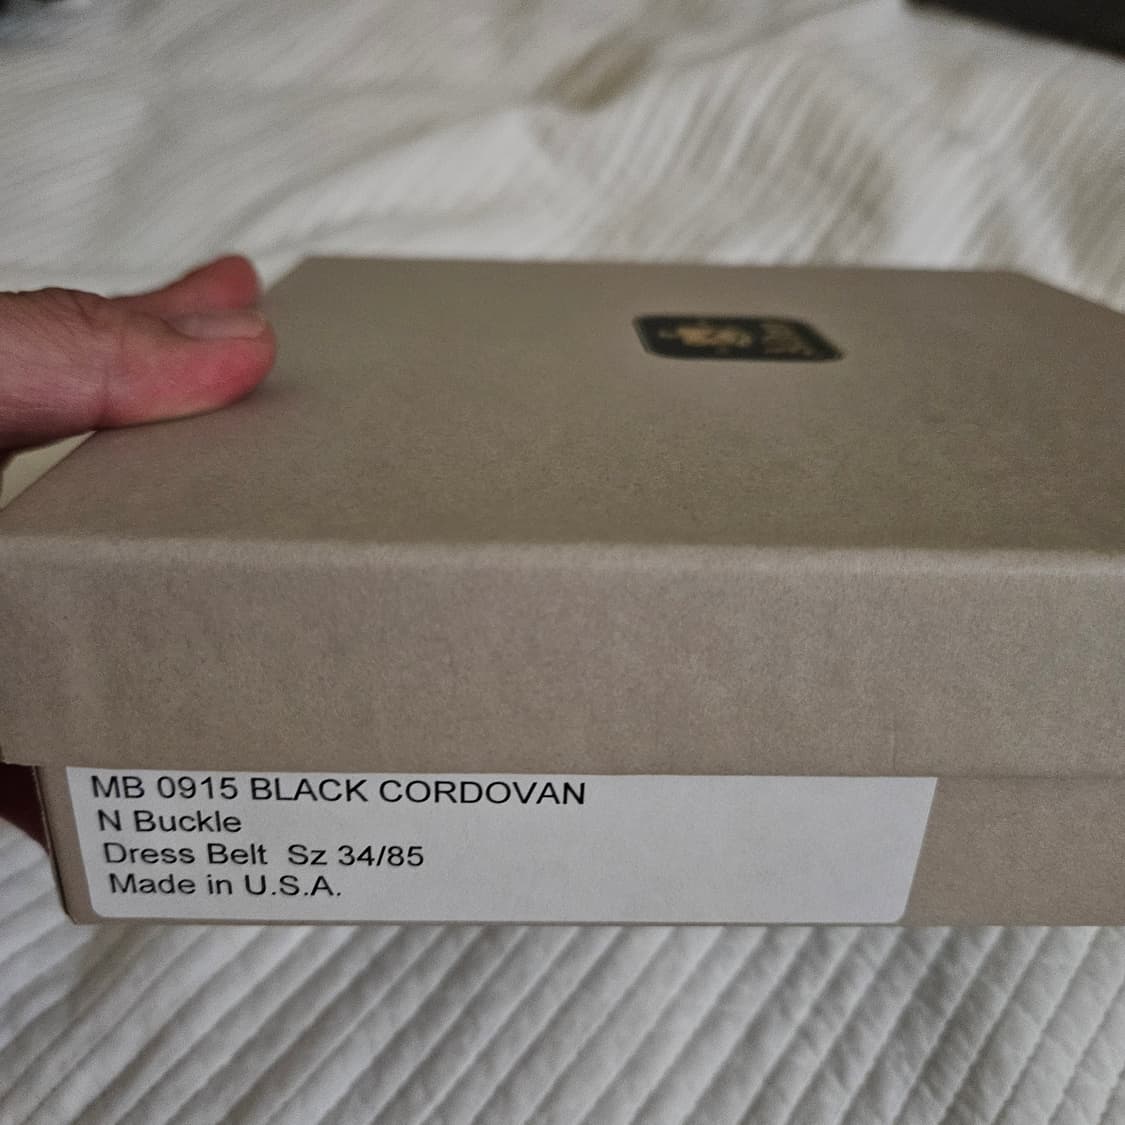 MB 0915 BLACK CORDOVAN
N Buckle
Dress Belt Sz 34/85
Made in U.S.A.